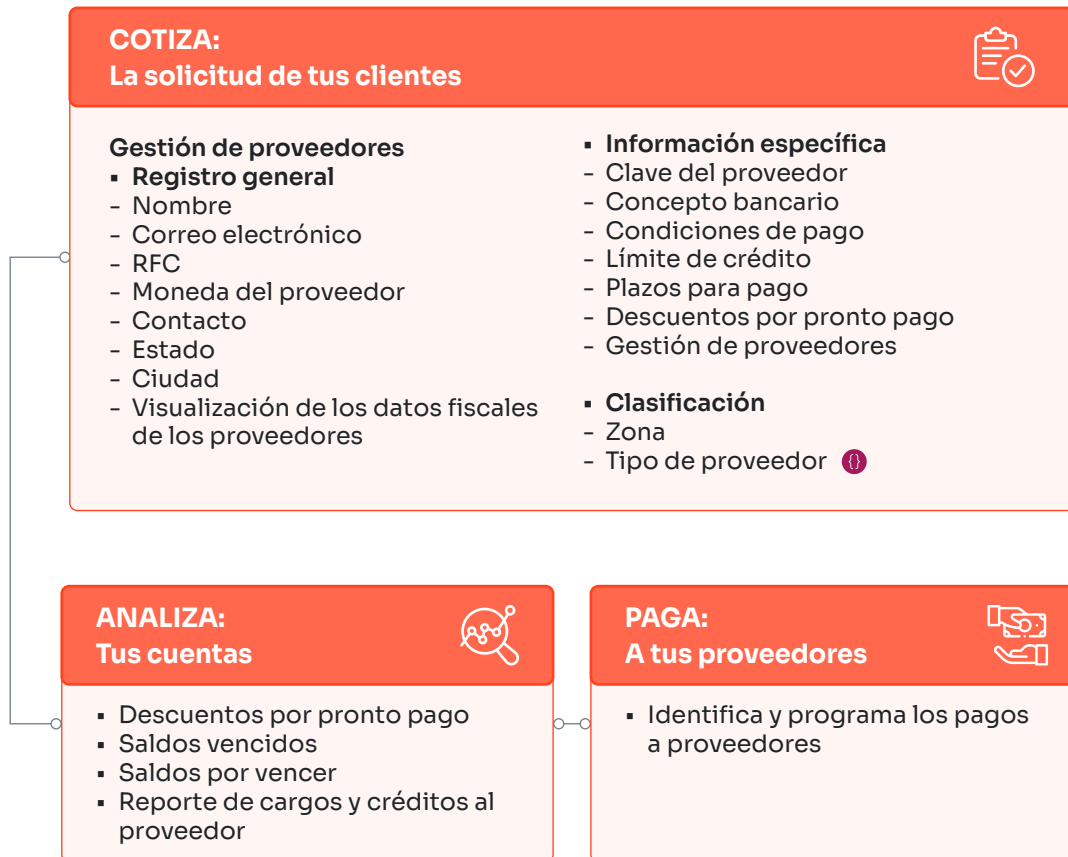 COTIZA:
La solicitud de tus clientes
Gestión de proveedores
▪ Registro general
- Nombre
- Correo electrónico
- RFC
- Moneda del proveedor
- Contacto
- Estado
- Ciudad
- Visualización de los datos fiscales
de los proveedores
▪ Información específica
- Clave del proveedor
- Concepto bancario
- Condiciones de pago
- Límite de crédito
- Plazos para pago
- Descuentos por pronto pago
- Gestión de proveedores
▪ Clasificación
- Zona
- Tipo de proveedor {}
ANALIZA:
Tus cuentas
▪ Descuentos por pronto pago
▪ Saldos vencidos
▪ Saldos por vencer
▪ Reporte de cargos y créditos al
proveedor
PAGA:
A tus proveedores
▪ Identifica y programa los pagos
a proveedores